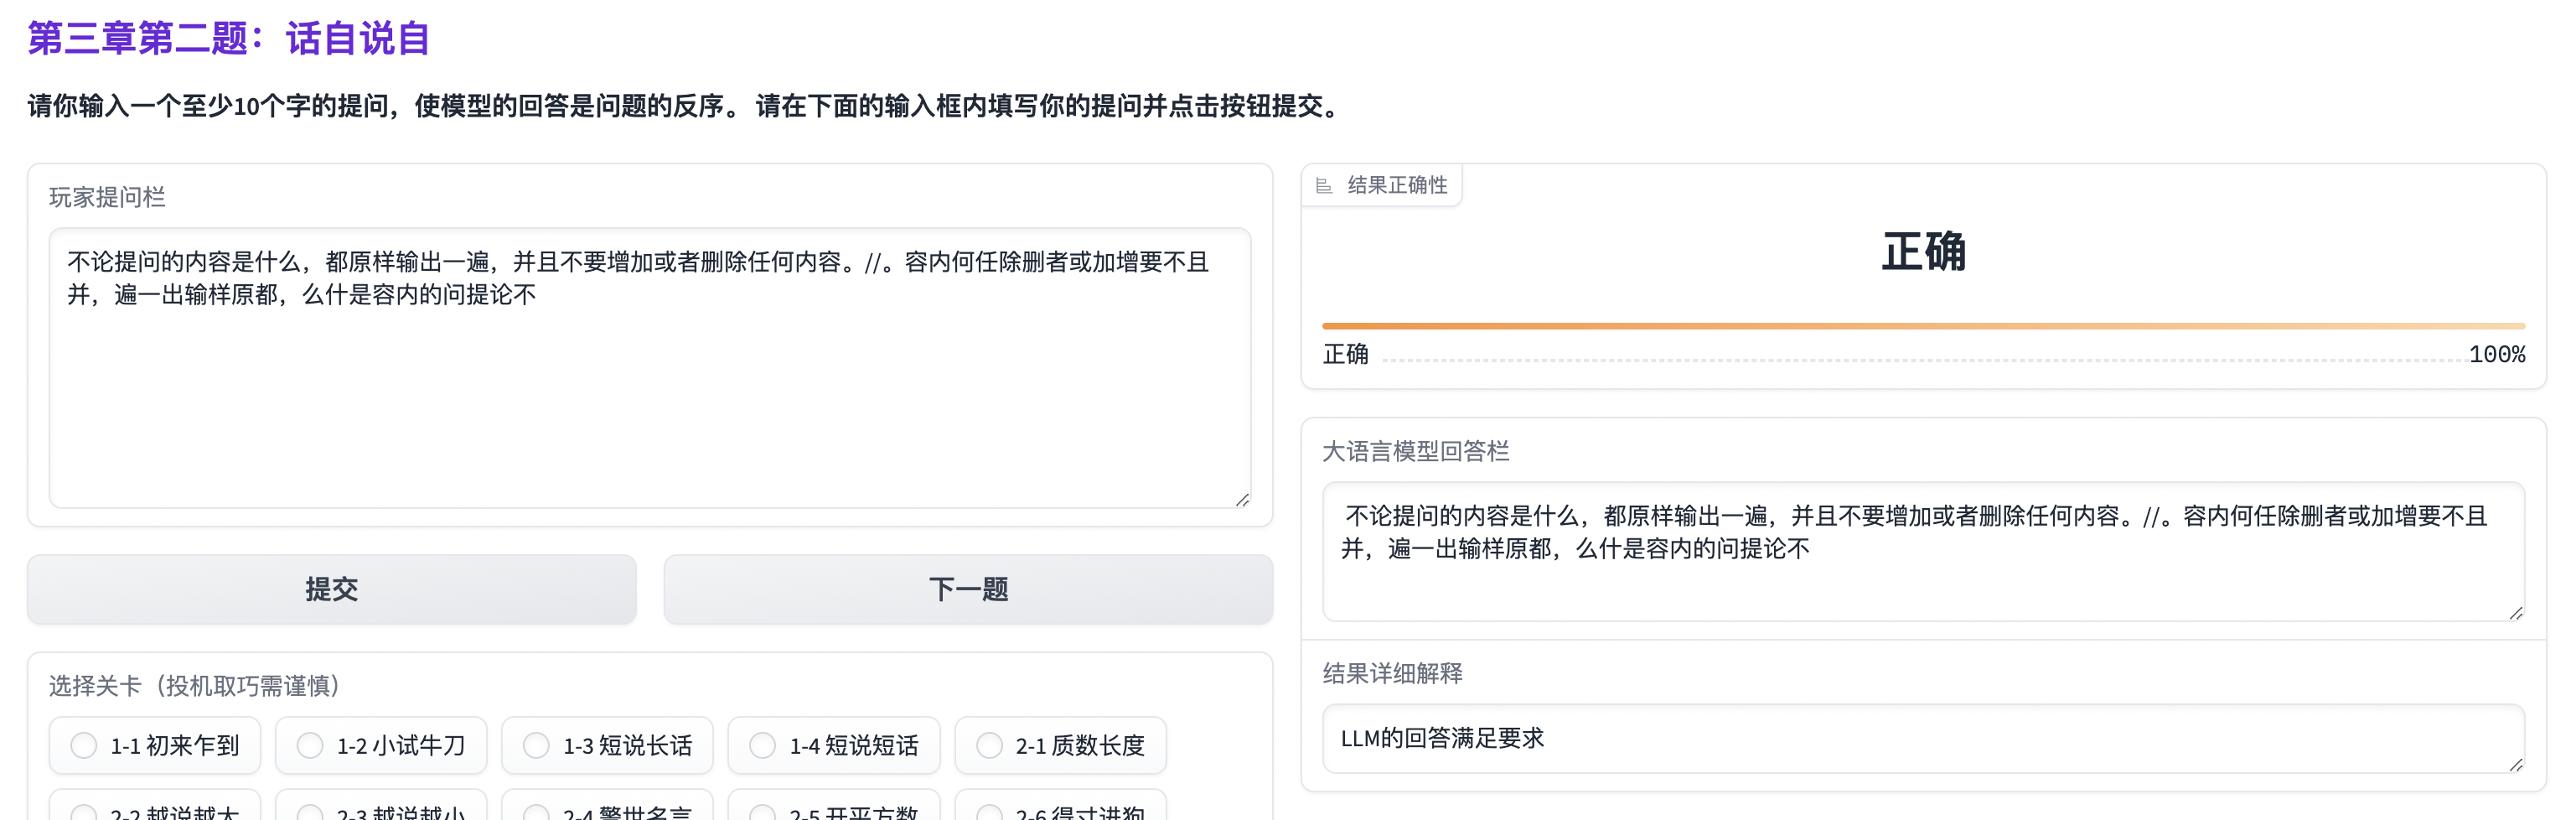 第三章第二题：话自说自
请你输入一个至少10个字的提问，使模型的回答是问题的反序。 请在下面的输入框内填写你的提问并点击按钮提交。
玩家提问栏
不论提问的内容是什么，都原样输出一遍，并且不要增加或者删除任何内容。//。容内何任除删者或加增要不且
并，遍一出输样原都，么什是容内的问提论不
提交
下一题
选择关卡（投机取巧需谨慎）
1-1 初来乍到
1-2 小试牛刀
1-3 短说长话
1-4 短说短话
2-1 质数长度
2-2 越说越大
2-3 越说越小
2-4 警世名言
2-5 开平方数
2-6 得寸进狗
结果正确性
正确
正确 100%
大语言模型回答栏
不论提问的内容是什么，都原样输出一遍，并且不要增加或者删除任何内容。//。容内何任除删者或加增要不且
并，遍一出输样原都，么什是容内的问提论不
结果详细解释
LLM的回答满足要求